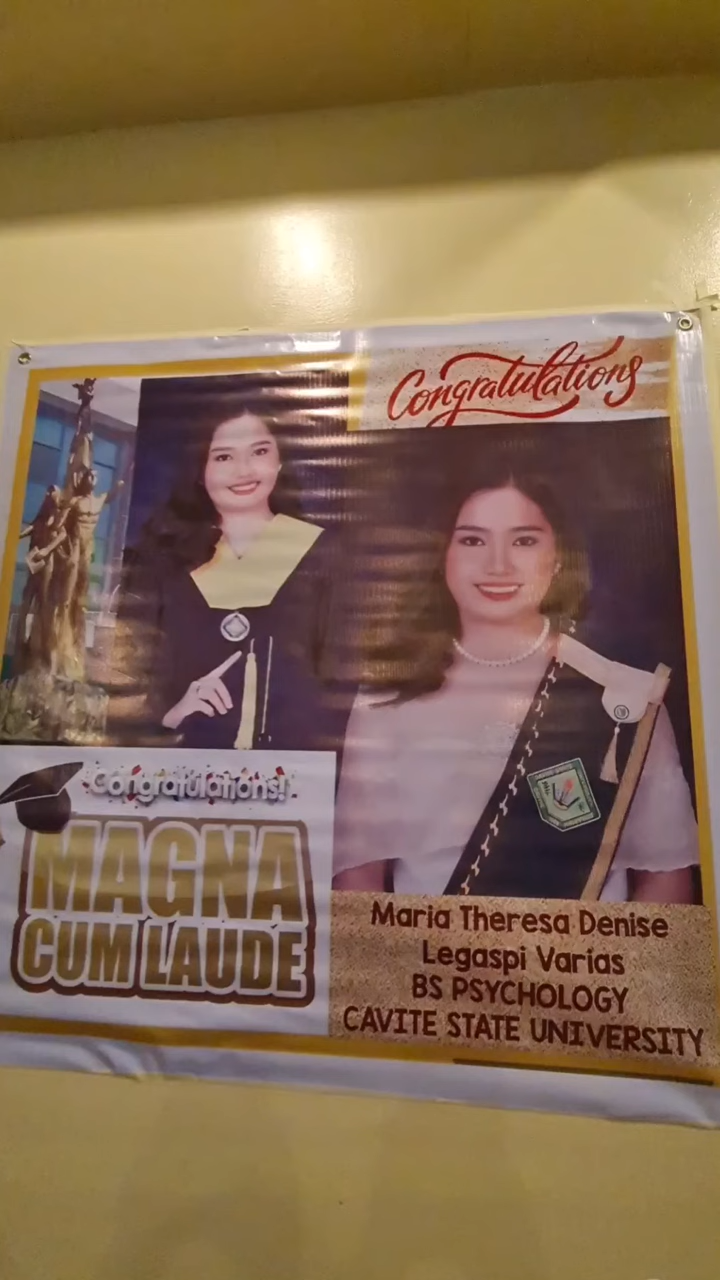 Congratulations
Congratulations!
MAGNA
CUM LAUDE
Maria Theresa Denise
Legaspi Varias
BS PSYCHOLOGY
CAVITE STATE UNIVERSITY